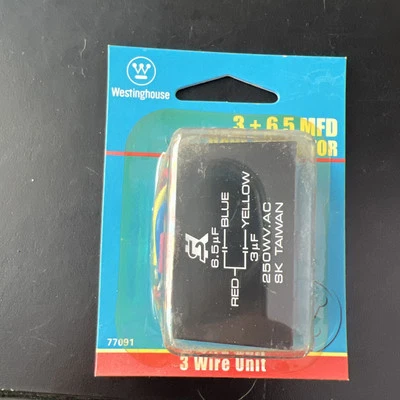 Westinghouse
3 + 6.5 MFD
SK
6.5µF
BLUE
RED
YELLOW
3µF
250WV.AC
SK TAIWAN
77091
3 Wire Unit